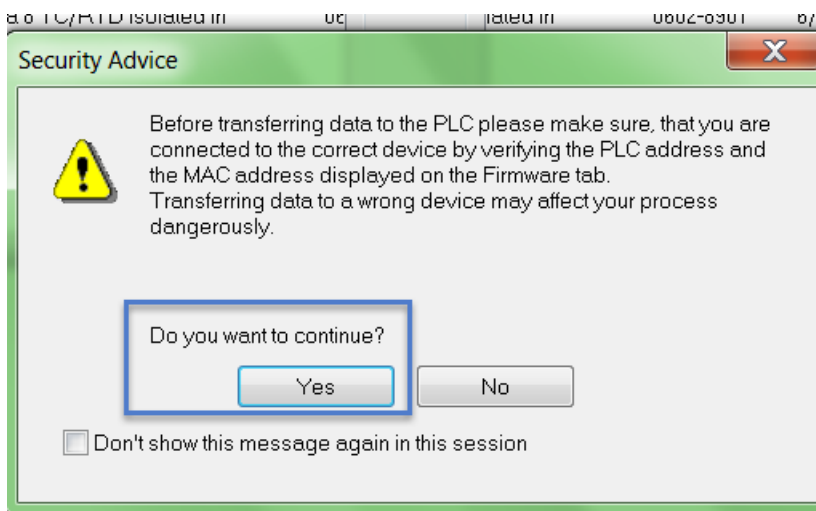 Security Advice
X
Before transferring data to the PLC please make sure, that you are
connected to the correct device by verifying the PLC address and
the MAC address displayed on the Firmware tab.
Transferring data to a wrong device may affect your process
dangerously.
Do you want to continue?
Yes No
Don't show this message again in this session